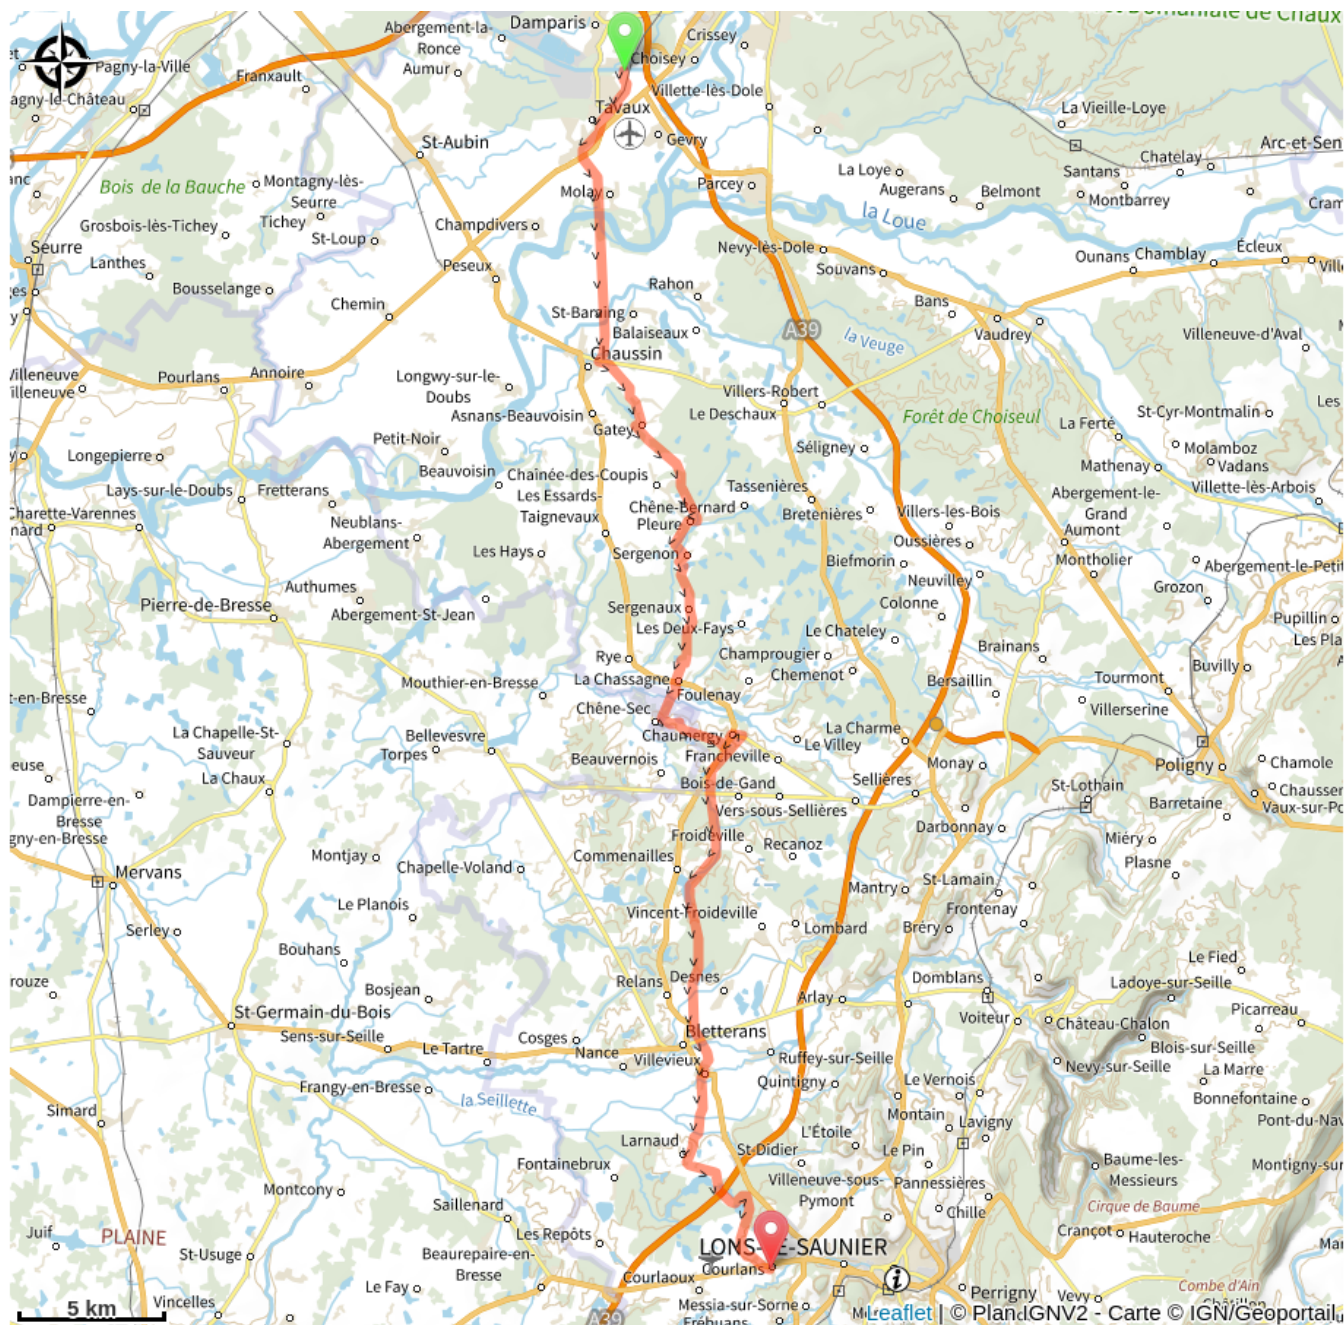 Abergement-la-
Ronce
Damparis
Crissey
Pagny-la-Ville
Aumur
Choisey
Franxault
Villette-lès-Dole
Tavaux
La Vieille-Loye
St-Aubin
Gevry
Chatelay
Bois de la Bauche
Montagny-lès-
Seurre
Molay
Parcey
La Loye
Augerans
Belmont
Santans
Montbarrey
Grosbois-lès-Tichey
Tichey
St-Loup
Champdivers
la Loue
Seurre
Lanthes
Peseux
Nevy-lès-Dole
Souvans
Ounans
Chamblay
Écleux
Bousselange
Chemin
Rahon
Bans
St-Baraing
Balaiseaux
A39
la Veuge
Vaudrey
Villeneuve-d'Aval
Chaussin
Pourlans
Annoire
Longwy-sur-le-
Doubs
Villers-Robert
Asnans-Beauvoisin
Le Deschaux
Forêt de Choiseul
St-Cyr-Montmalin
La Ferté
Gatey
Petit-Noir
Séligney
Molamboz
Vadans
Longepierre
Beauvoisin
Chaînée-des-Coupis
Mathenay
Villette-lès-Arbois
Lays-sur-le-Doubs
Fretterans
Les Essards-
Taignevaux
Tassenières
Abergement-le-
Grand
Charette-Varennes
Neublans-
Abergement
Chêne-Bernard
Pleure
Bretenières
Villers-les-Bois
Aumont
Les Hays
Sergenon
Oussières
Biefmorin
Montholier
Neuvilley
Grozon
Authumes
Pierre-de-Bresse
Abergement-St-Jean
Sergenaux
Les Deux-Fays
Colonne
Le Chateley
Pupillin
Rye
Champrougier
Brainans
Buvilly
Mouthier-en-Bresse
La Chassagne
Foulenay
Chemenot
Bersaillin
Tourmont
Villerserine
Chêne-Sec
La Chapelle-St-
Sauveur
Bellevesvre
Torpes
Chaumergy
La Charme
Le Villey
Francheville
Beauvernois
La Chaux
Bois-de-Gand
Sellières
Monay
Poligny
Chamole
Dampierre-en-
Bresse
Vers-sous-Sellières
St-Lothain
Barretaine
Froideville
Darbonnay
Miéry
Plasne
Montjay
Chapelle-Voland
Commenailles
Recanoz
Mervans
Mantry
St-Lamain
Le Planois
Vincent-Froideville
Frontenay
Serley
Lombard
Bréry
Bouhans
Le Fied
Relans
Desnes
Domblans
Ladoye-sur-Seille
Bosjean
Arlay
St-Germain-du-Bois
Voiteur
Château-Chalon
Picarreau
Sens-sur-Seille
Cosges
Bletterans
Le Tartre
Nance
Villevieux
Ruffey-sur-Seille
Blois-sur-Seille
Nevy-sur-Seille
La Marre
Frangy-en-Bresse
Quintigny
Le Vernois
Bonnefontaine
Simard
la Seillette
Montain
Lavigny
Larnaud
L'Étoile
St-Didier
Le Pin
Baume-les-
Messieurs
Fontainebrux
Villeneuve-sous-
Pymont
Pannessières
Montcony
Saillenard
Chille
Cirque de Baume
Juif
PLAINE
Les Repôts
Crançot
Hauteroche
St-Usuge
Beaurepaire-en-
Bresse
LONS-LE-SAUNIER
Courlans
Le Fay
Courlaoux
Combe d'Ain
Perrigny
Vevy
Vincelles
Messia-sur-Sorne
5 km
A39
Leaflet | © Plan IGNV2 - Carte © IGN/Geoportail